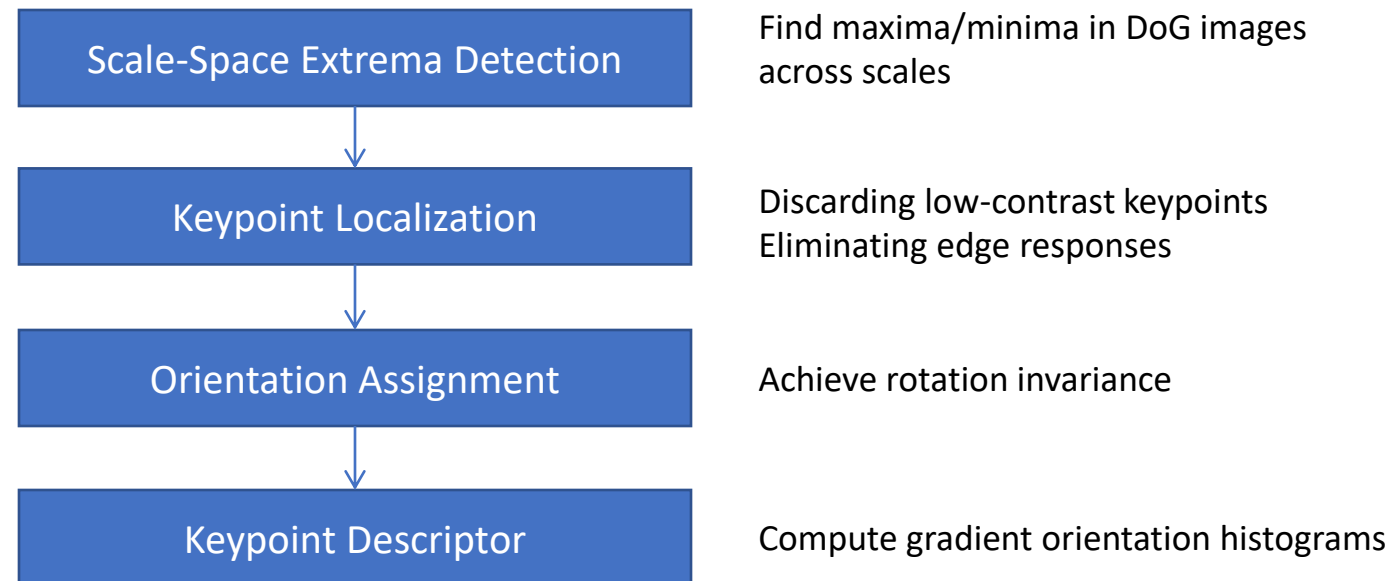 Scale-Space Extrema Detection
Find maxima/minima in DoG images
across scales
Keypoint Localization
Discarding low-contrast keypoints
Eliminating edge responses
Orientation Assignment
Achieve rotation invariance
Keypoint Descriptor
Compute gradient orientation histograms